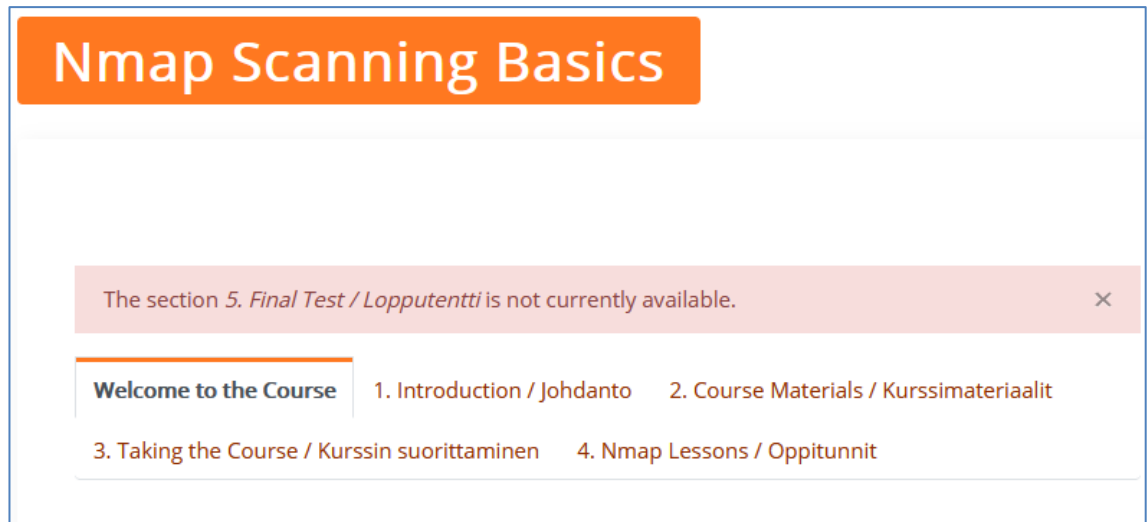 Nmap Scanning Basics
The section 5. Final Test / Lopputentti is not currently available. ×
Welcome to the Course 1. Introduction / Johdanto 2. Course Materials / Kurssimateriaalit
3. Taking the Course / Kurssin suorittaminen 4. Nmap Lessons / Oppitunnit